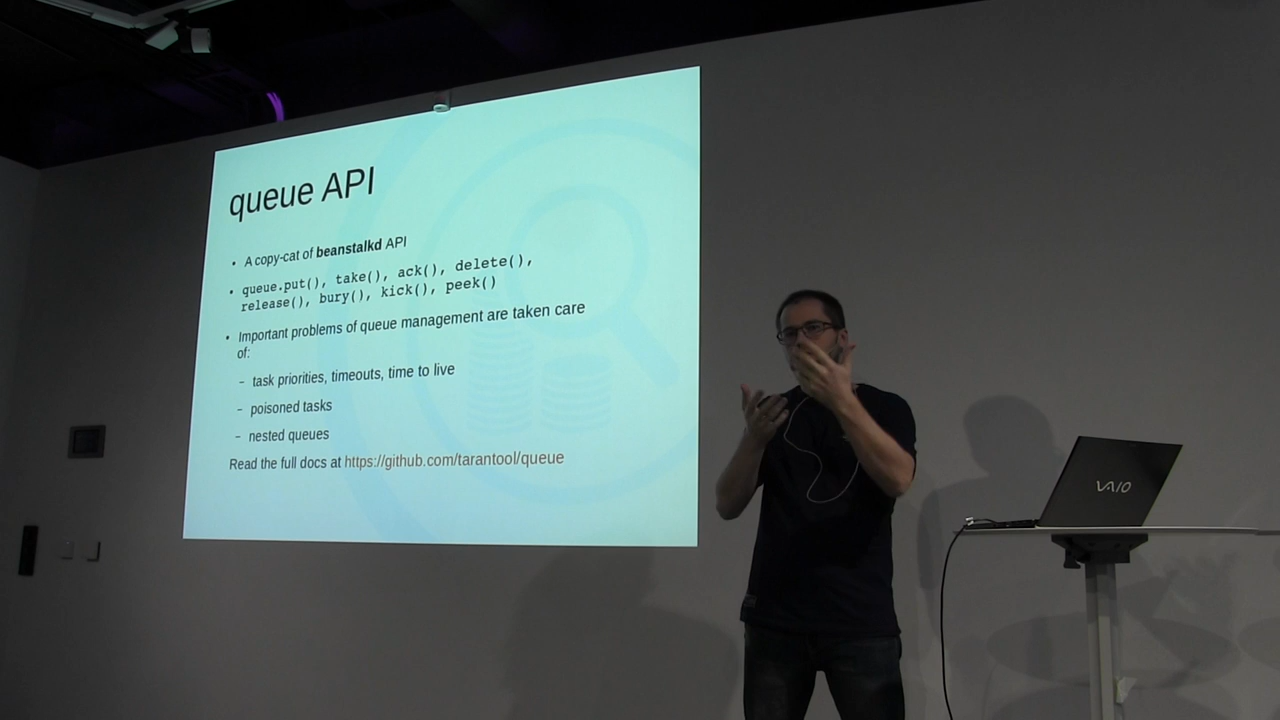 queue API
• A copy-cat of beanstalkd API
• queue.put(), take(), ack(), delete(),
release(), bury(), kick(), peek()
• Important problems of queue management are taken care
of:
– task priorities, timeouts, time to live
– poisoned tasks
– nested queues
Read the full docs at https://github.com/tarantool/queue
VAIO